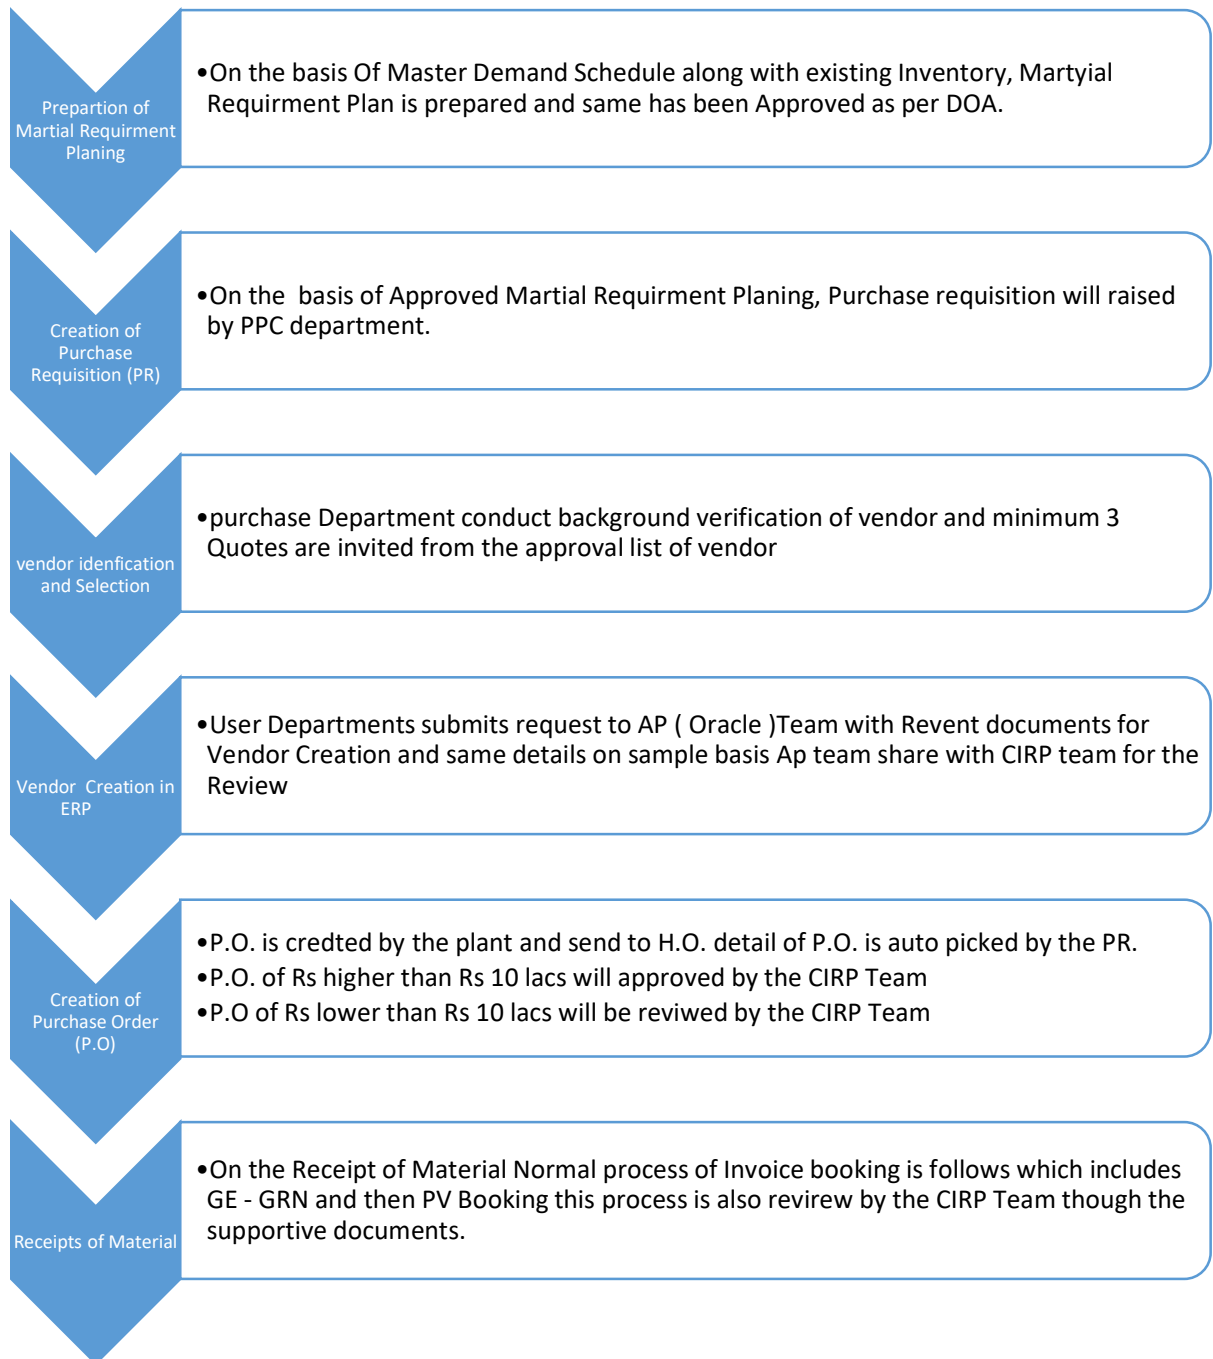 Prepartion of
Martial Requirment
Planing
•On the basis Of Master Demand Schedule along with existing Inventory, Martyial
Requirment Plan is prepared and same has been Approved as per DOA.
Creation of
Purchase
Requisition (PR)
•On the  basis of Approved Martial Requirment Planing, Purchase requisition will raised
by PPC department.
vendor idenfication
and Selection
•purchase Department conduct background verification of vendor and minimum 3
Quotes are invited from the approval list of vendor
Vendor  Creation in
ERP
•User Departments submits request to AP ( Oracle )Team with Revent documents for
Vendor Creation and same details on sample basis Ap team share with CIRP team for the
Review
Creation of
Purchase Order
(P.O)
•P.O. is credted by the plant and send to H.O. detail of P.O. is auto picked by the PR.
•P.O. of Rs higher than Rs 10 lacs will approved by the CIRP Team
•P.O of Rs lower than Rs 10 lacs will be reviwed by the CIRP Team
Receipts of Material
•On the Receipt of Material Normal process of Invoice booking is follows which includes
GE - GRN and then PV Booking this process is also revirew by the CIRP Team though the
supportive documents.